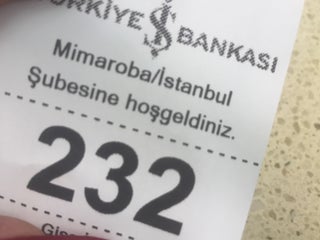 TÜRKİYE İŞ BANKASI
Mimaroba/İstanbul
Şubesine hoşgeldiniz.
232